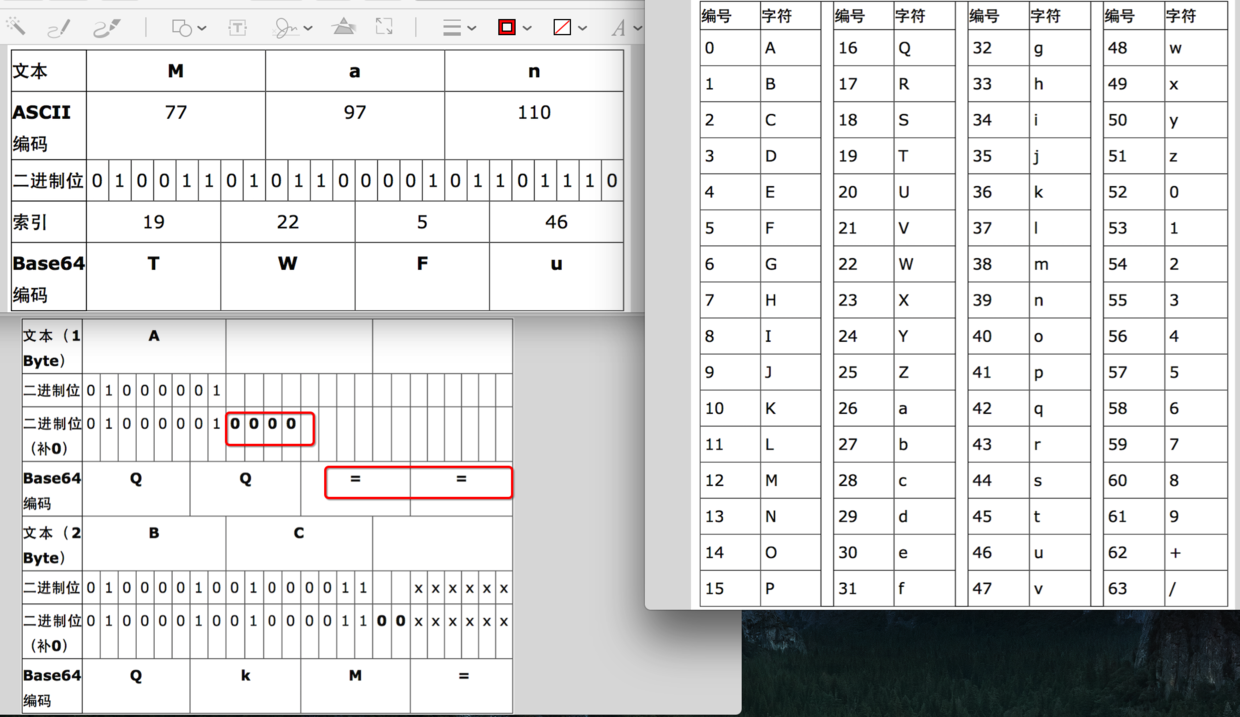 文本 M a n
ASCII 77 97 110
编码
二进制位 0 1 0 0 1 1 0 1 0 1 1 0 0 0 0 1 0 1 1 0 1 1 1 0
索引 19 22 5 46
Base64 T W F u
编码
文本（1 A
Byte）
二进制位 0 1 0 0 0 0 0 1
二进制位 0 1 0 0 0 0 0 1 0 0 0 0
（补0）
Base64 Q Q = =
编码
文本（2 B C
Byte）
二进制位 0 1 0 0 0 0 1 0 0 1 0 0 0 0 1 1 x x x x x x
二进制位 0 1 0 0 0 0 1 0 0 1 0 0 0 0 1 1 0 0 x x x x x x
（补0）
Base64 Q k M =
编码
编号 字符 编号 字符 编号 字符 编号 字符
0 A 16 Q 32 g 48 w
1 B 17 R 33 h 49 x
2 C 18 S 34 i 50 y
3 D 19 T 35 j 51 z
4 E 20 U 36 k 52 0
5 F 21 V 37 l 53 1
6 G 22 W 38 m 54 2
7 H 23 X 39 n 55 3
8 I 24 Y 40 o 56 4
9 J 25 Z 41 p 57 5
10 K 26 a 42 q 58 6
11 L 27 b 43 r 59 7
12 M 28 c 44 s 60 8
13 N 29 d 45 t 61 9
14 O 30 e 46 u 62 +
15 P 31 f 47 v 63 /